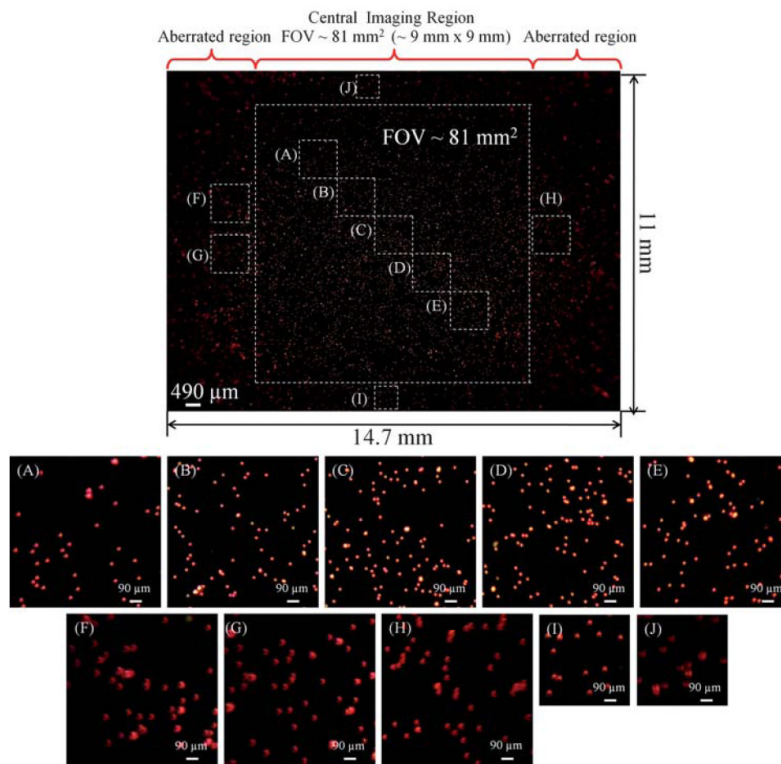 Central Imaging Region
Aberrated region FOV ~ 81 mm² (~ 9 mm x 9 mm) Aberrated region
(J)
FOV ~ 81 mm²
(A)
(B)
(F)
(H)
(C)
(G)
(D)
(E)
11 mm
490 µm
(I)
14.7 mm
(A) (B) (C) (D) (E)
90 µm 90 µm 90 µm 90 µm 90 µm
(F) (G) (H) (I) (J)
90 µm 90 µm
90 µm 90 µm 90 µm